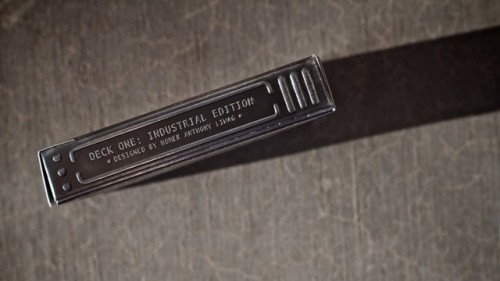 DECK ONE: INDUSTRIAL EDITION
• DESIGNED BY HOMER ANTHONY LIWAG •